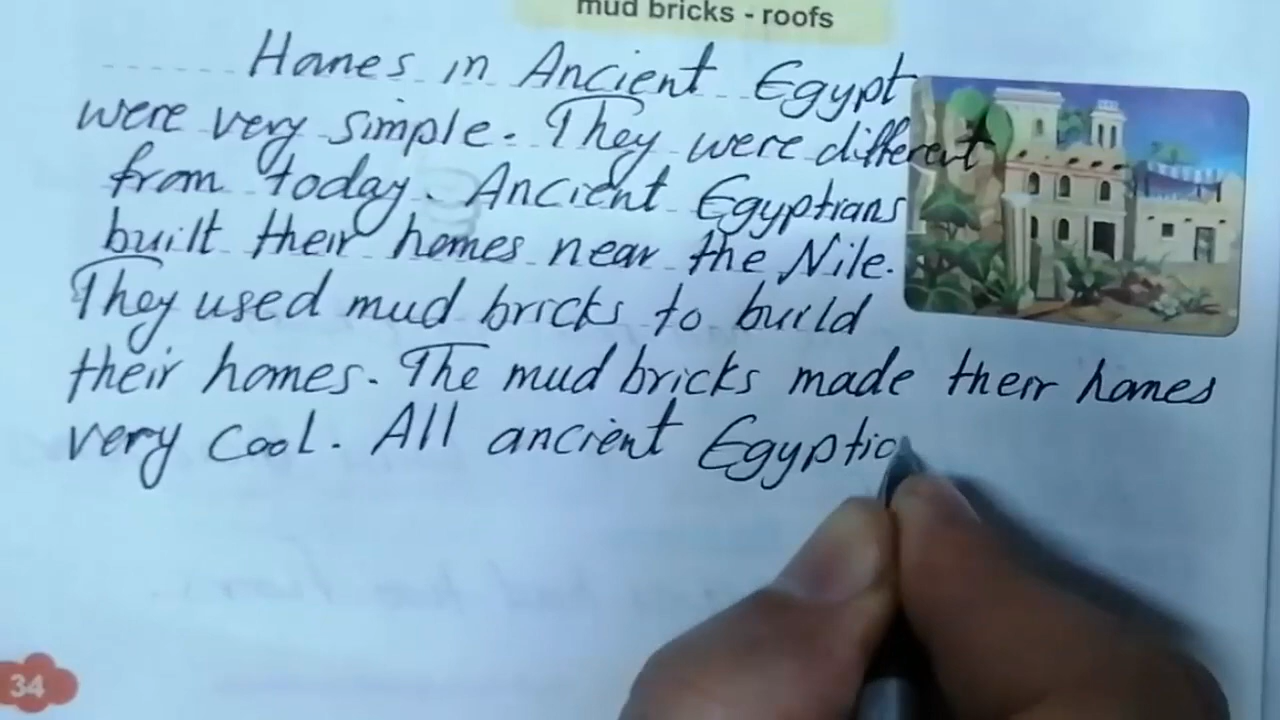 mud bricks - roofs
Homes in Ancient Egypt
were very simple. They were different
from today. Ancient Egyptians
built their homes near the Nile.
They used mud bricks to build
their homes. The mud bricks made their homes
very cool. All ancient Egyptia
34